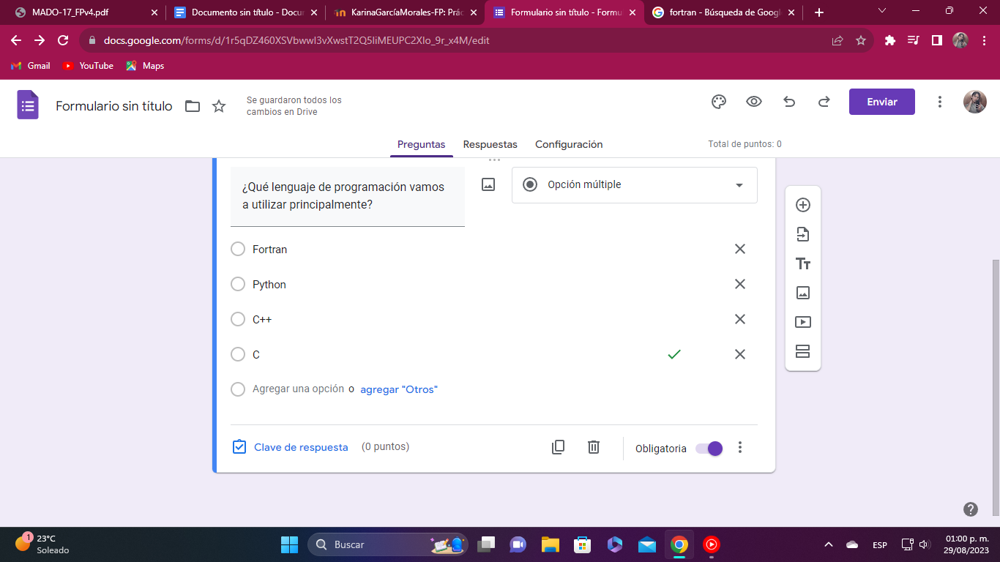 MADO-17_FPv4.pdf
Documento sin título - Docur
KarinaGarcíaMorales-FP: Prác
Formulario sin título - Formu
fortran - Búsqueda de Googl
docs.google.com/forms/d/1r5qDZ460XSVbwwI3vXwstT2Q5IiMEUPC2XIo_9r_x4M/edit
Gmail
YouTube
Maps
Formulario sin título
Se guardaron todos los
cambios en Drive
Enviar
Preguntas
Respuestas
Configuración
Total de puntos: 0
¿Qué lenguaje de programación vamos
a utilizar principalmente?
Opción múltiple
Fortran
Python
C++
C
Agregar una opción o agregar "Otros"
Clave de respuesta (0 puntos)
Obligatoria
1
23°C
Soleado
Buscar
ESP
01:00 p. m.
29/08/2023